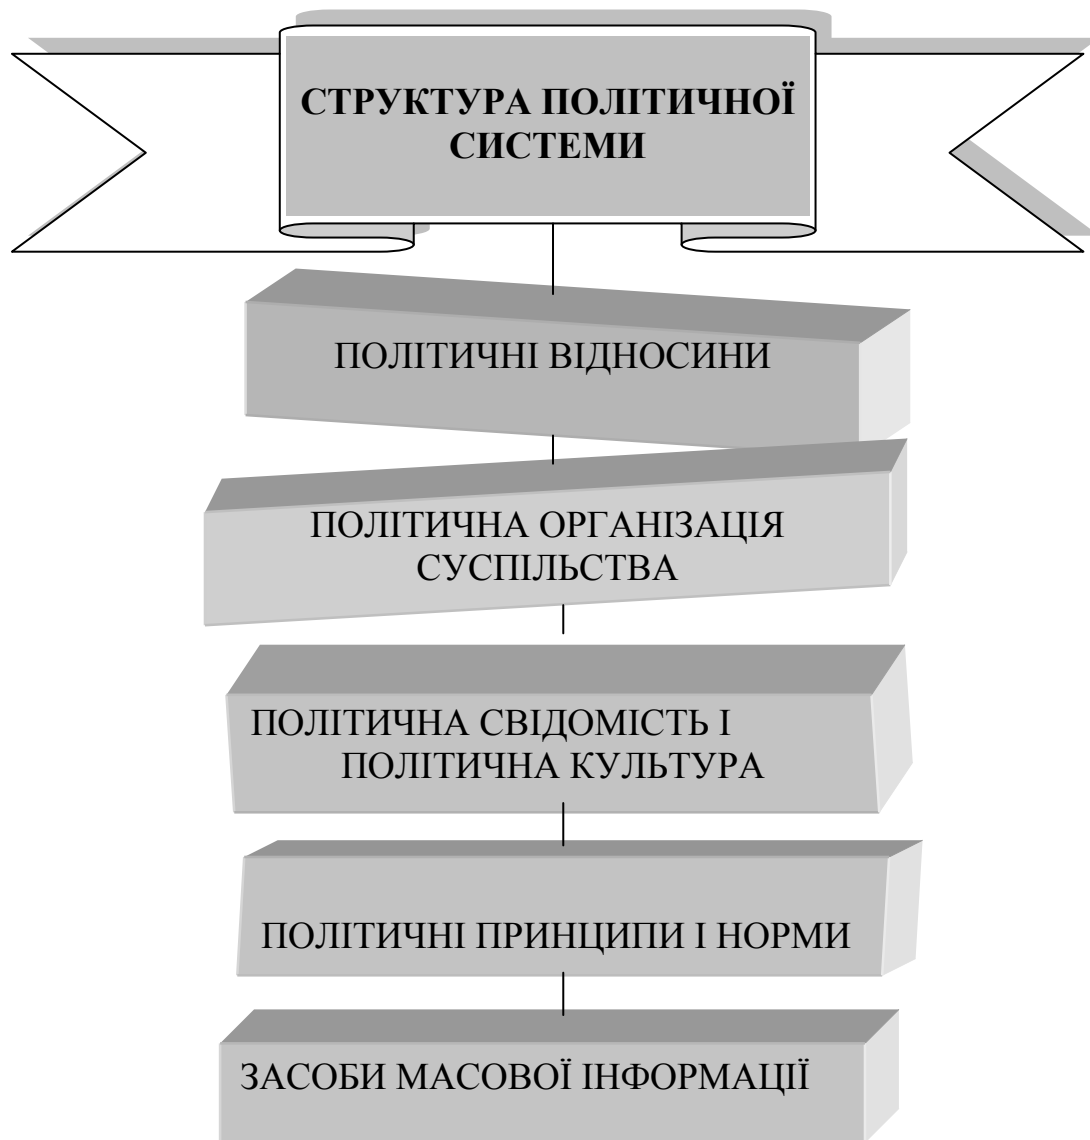 СТРУКТУРА ПОЛІТИЧНОЇ
СИСТЕМИ
ПОЛІТИЧНІ ВІДНОСИНИ
ПОЛІТИЧНА ОРГАНІЗАЦІЯ
СУСПІЛЬСТВА
ПОЛІТИЧНА СВІДОМІСТЬ І
ПОЛІТИЧНА КУЛЬТУРА
ПОЛІТИЧНІ ПРИНЦИПИ І НОРМИ
ЗАСОБИ МАСОВОЇ ІНФОРМАЦІЇ